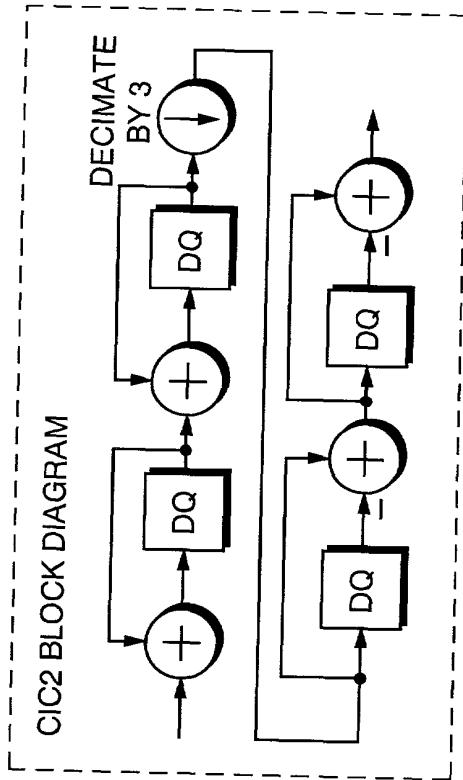 CIC2 BLOCK DIAGRAM
DECIMATE
BY 3
+
DQ
+
DQ
DQ
−
+
DQ
−
+